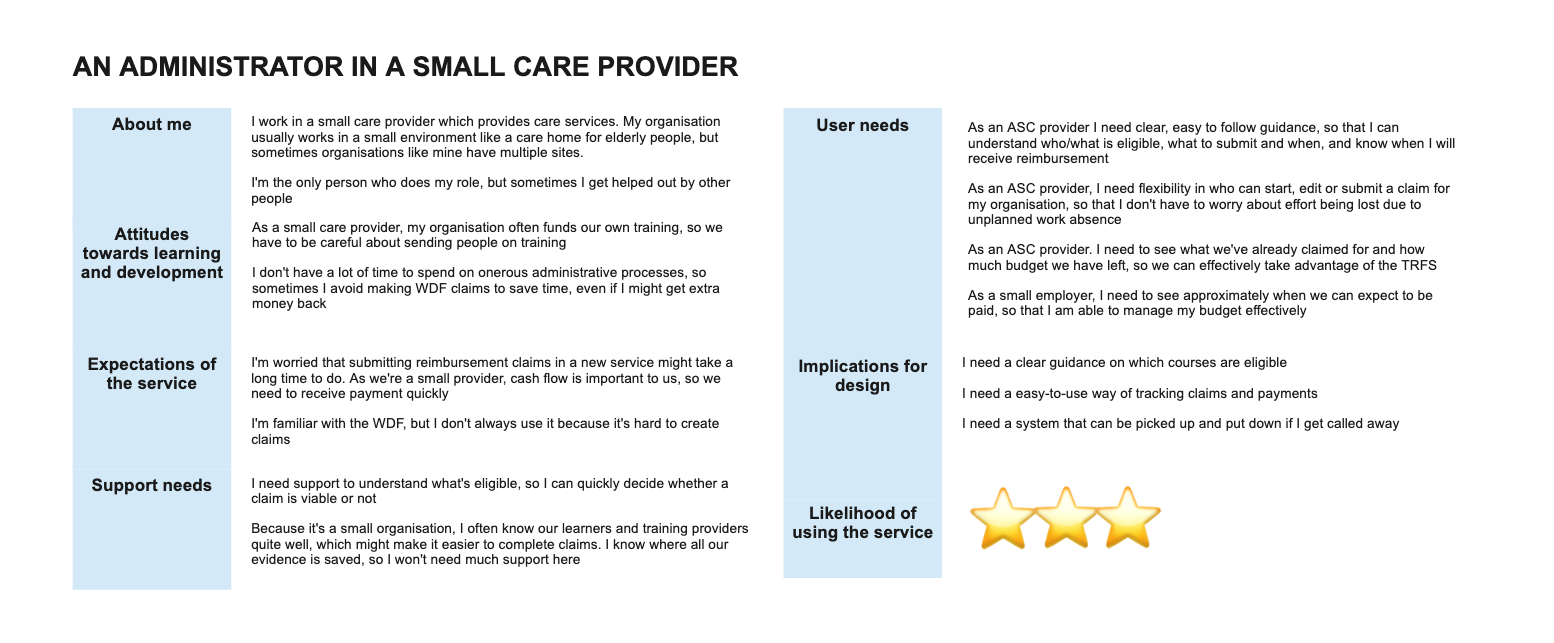 AN ADMINISTRATOR IN A SMALL CARE PROVIDER
About me
I work in a small care provider which provides care services. My organisation
usually works in a small environment like a care home for elderly people, but
sometimes organisations like mine have multiple sites.
I'm the only person who does my role, but sometimes I get helped out by other
people
Attitudes
towards learning
and development
As a small care provider, my organisation often funds our own training, so we
have to be careful about sending people on training
I don't have a lot of time to spend on onerous administrative processes, so
sometimes I avoid making WDF claims to save time, even if I might get extra
money back
Expectations of
the service
I'm worried that submitting reimbursement claims in a new service might take a
long time to do. As we're a small provider, cash flow is important to us, so we
need to receive payment quickly
I'm familiar with the WDF, but I don't always use it because it's hard to create
claims
Support needs
I need support to understand what's eligible, so I can quickly decide whether a
claim is viable or not
Because it's a small organisation, I often know our learners and training providers
quite well, which might make it easier to complete claims. I know where all our
evidence is saved, so I won't need much support here
User needs
As an ASC provider I need clear, easy to follow guidance, so that I can
understand who/what is eligible, what to submit and when, and know when I will
receive reimbursement
As an ASC provider, I need flexibility in who can start, edit or submit a claim for
my organisation, so that I don't have to worry about effort being lost due to
unplanned work absence
As an ASC provider. I need to see what we've already claimed for and how
much budget we have left, so we can effectively take advantage of the TRFS
As a small employer, I need to see approximately when we can expect to be
paid, so that I am able to manage my budget effectively
Implications for
design
I need a clear guidance on which courses are eligible
I need a easy-to-use way of tracking claims and payments
I need a system that can be picked up and put down if I get called away
Likelihood of
using the service